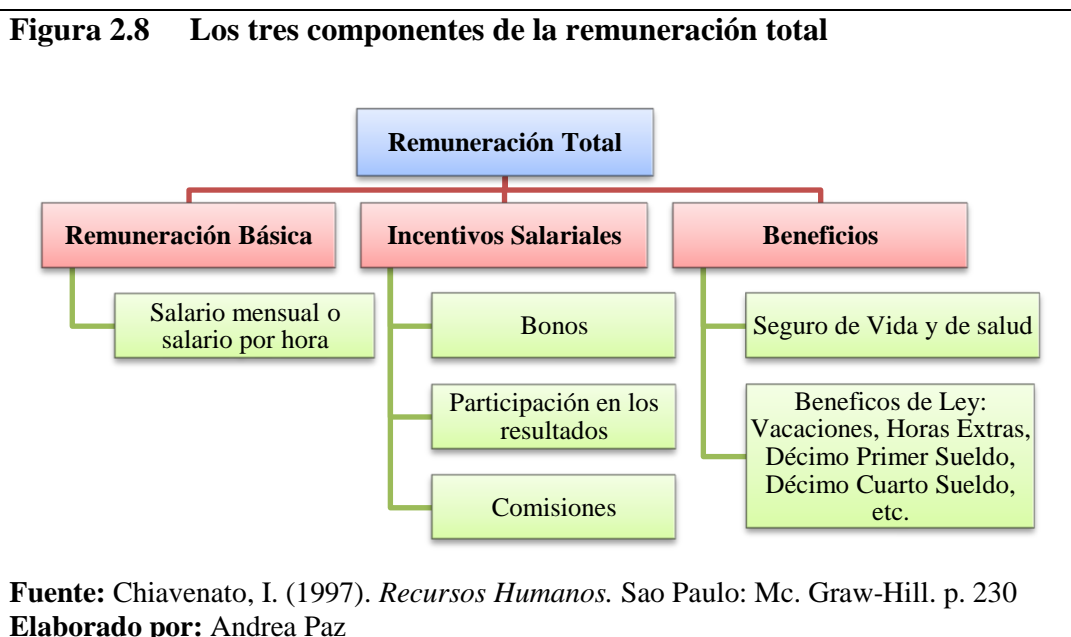 Figura 2.8 Los tres componentes de la remuneración total
Remuneración Total
Remuneración Básica
Salario mensual o
salario por hora
Incentivos Salariales
Bonos
Participación en los
resultados
Comisiones
Beneficios
Seguro de Vida y de salud
Beneficos de Ley:
Vacaciones, Horas Extras,
Décimo Primer Sueldo,
Décimo Cuarto Sueldo,
etc.
Fuente: Chiavenato, I. (1997). Recursos Humanos. Sao Paulo: Mc. Graw-Hill. p. 230
Elaborado por: Andrea Paz